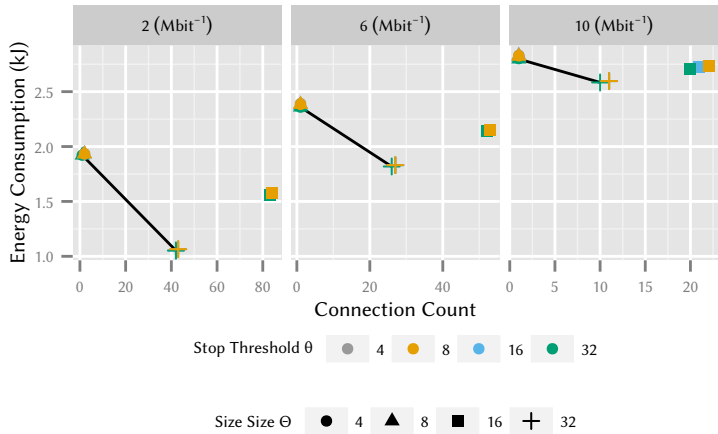 2 (Mbit⁻¹) 6 (Mbit⁻¹) 10 (Mbit⁻¹)
Energy Consumption (kJ)
2.5
2.0
1.5
1.0
0 20 40 60 80 0 20 40 0 5 10 15 20
Connection Count
Stop Threshold θ 4 8 16 32
Size Size Θ 4 8 16 32